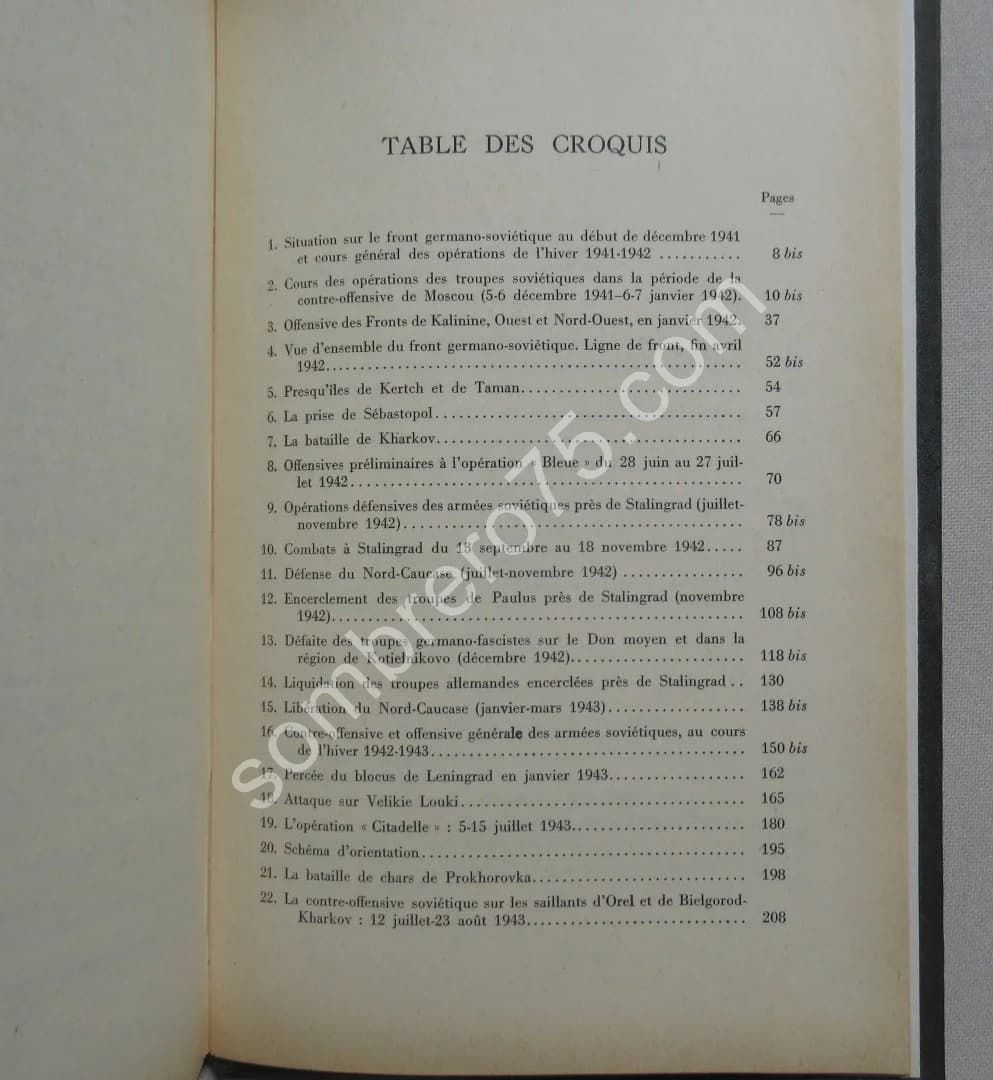 TABLE DES CROQUIS
Pages
1. Situation sur le front germano-soviétique au début de décembre 1941
et cours général des opérations de l'hiver 1941-1942 ........... 8 bis
2. Cours des opérations des troupes soviétiques dans la période de la
contre-offensive de Moscou (5-6 décembre 1941–6-7 janvier 1942). 10 bis
3. Offensive des Fronts de Kalinine, Ouest et Nord-Ouest, en janvier 1942. 37
4. Vue d'ensemble du front germano-soviétique. Ligne de front, fin avril
1942............................................................ 52 bis
5. Presqu'îles de Kertch et de Taman................................ 54
6. La prise de Sébastopol............................................ 57
7. La bataille de Kharkov............................................ 66
8. Offensives préliminaires à l'opération « Bleue » du 28 juin au 27 juil-
let 1942......................................................... 70
9. Opérations défensives des armées soviétiques près de Stalingrad (juillet-
novembre 1942).................................................. 78 bis
10. Combats à Stalingrad du 13 septembre au 18 novembre 1942..... 87
11. Défense du Nord-Caucase (juillet-novembre 1942) ................. 96 bis
12. Encerclement des troupes de Paulus près de Stalingrad (novembre
1942)............................................................ 108 bis
13. Défaite des troupes germano-fascistes sur le Don moyen et dans la
région de Kotielnikovo (décembre 1942)......................... 118 bis
14. Liquidation des troupes allemandes encerclées près de Stalingrad .. 130
15. Libération du Nord-Caucase (janvier-mars 1943).................... 138 bis
16. Contre-offensive et offensive générale des armées soviétiques, au cours
de l'hiver 1942-1943............................................. 150 bis
17. Percée du blocus de Leningrad en janvier 1943.................... 162
18. Attaque sur Velikie Louki......................................... 165
19. L'opération « Citadelle » : 5-15 juillet 1943......................... 180
20. Schéma d'orientation.............................................. 195
21. La bataille de chars de Prokhorovka............................... 198
22. La contre-offensive soviétique sur les saillants d'Orel et de Bielgorod-
Kharkov : 12 juillet-23 août 1943................................ 208
sombrero75.com